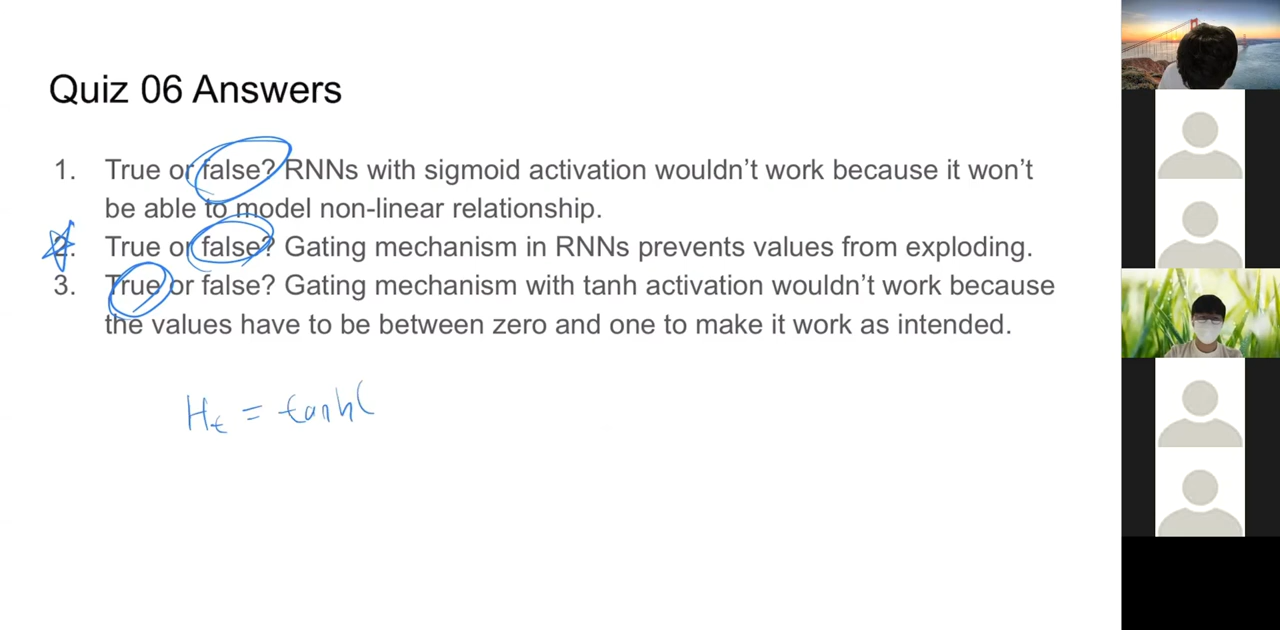 Quiz 06 Answers
1. True or false? RNNs with sigmoid activation wouldn't work because it won't
be able to model non-linear relationship.
2. True or false? Gating mechanism in RNNs prevents values from exploding.
3. True or false? Gating mechanism with tanh activation wouldn't work because
the values have to be between zero and one to make it work as intended.
Ht = tanh(